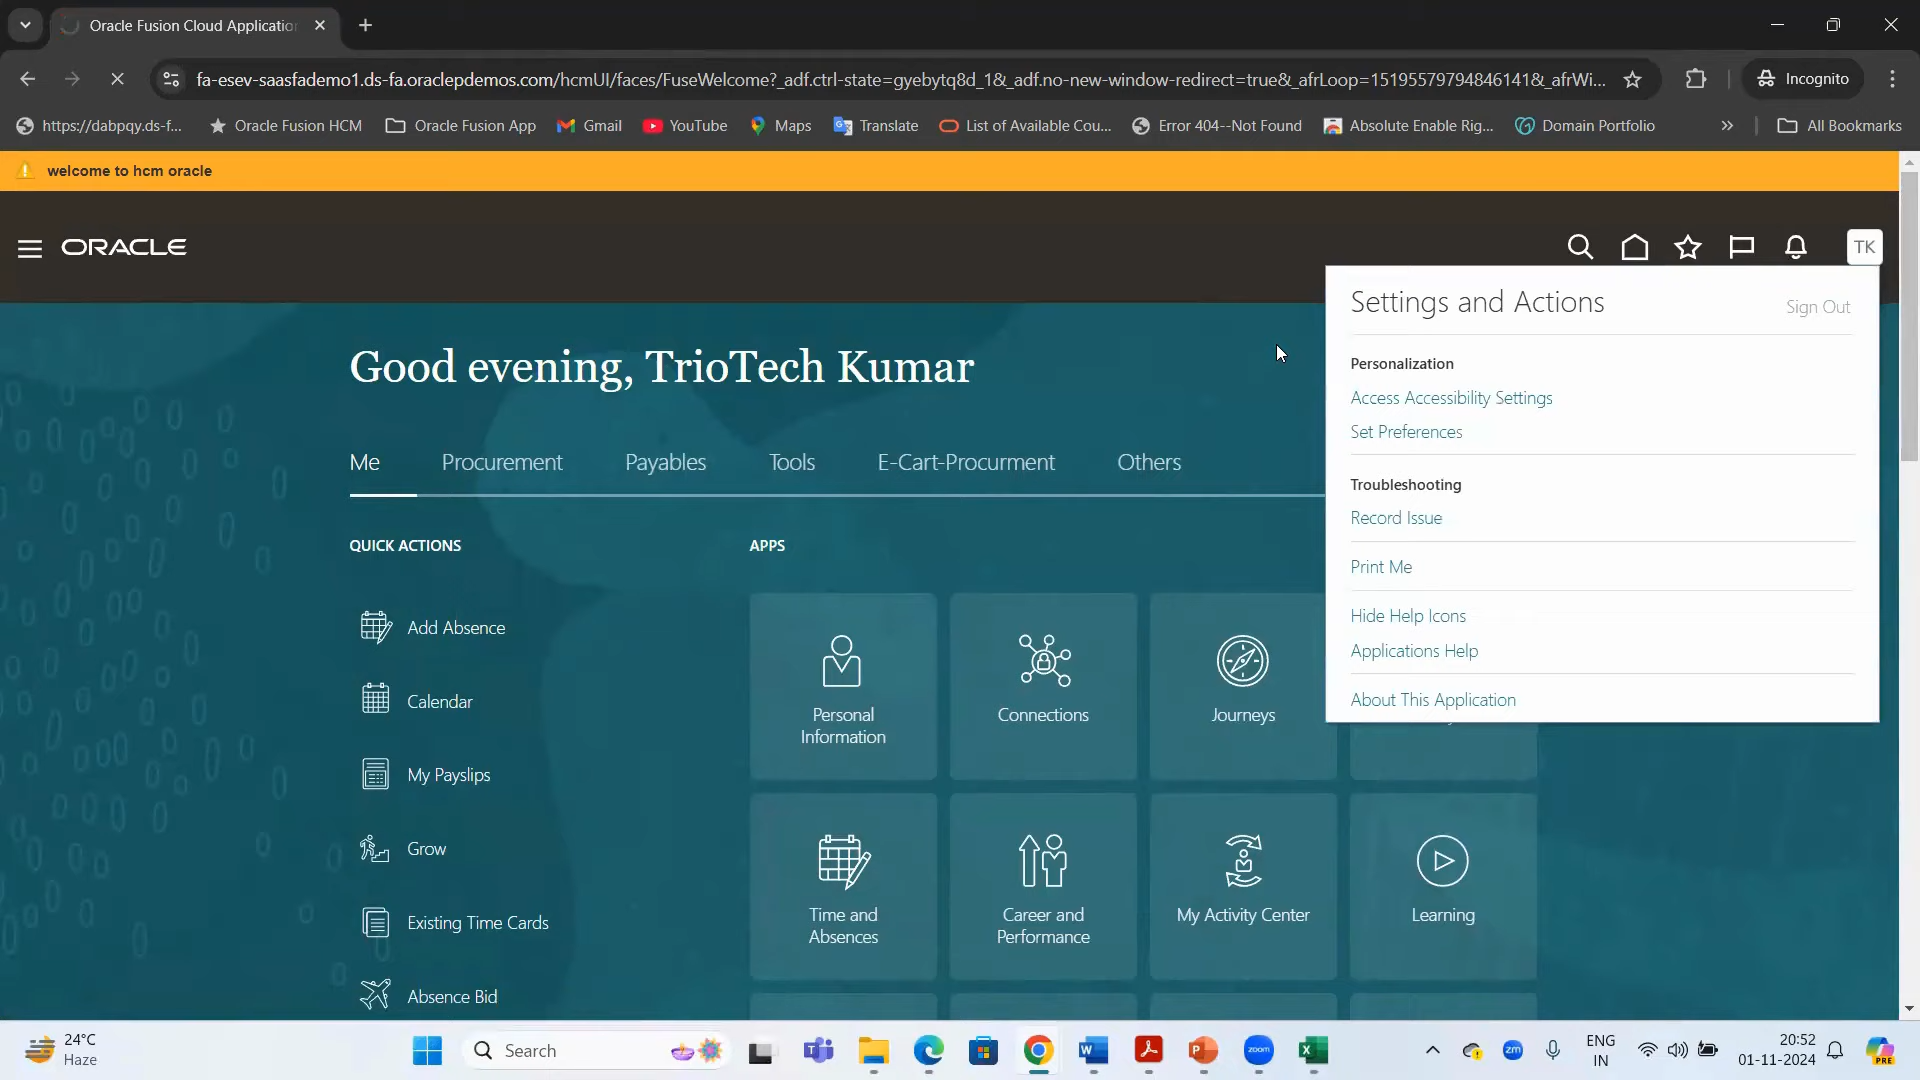 Oracle Fusion Cloud Application
fa-esev-saasfademo1.ds-fa.oraclepdemos.com/hcmUI/faces/FuseWelcome?_adf.ctrl-state=gyebytq8d_1&_adf.no-new-window-redirect=true&_afrLoop=15195579794846141&_afrWi...
Incognito
https://dabpqy.ds-f...
Oracle Fusion HCM
Oracle Fusion App
Gmail
YouTube
Maps
Translate
List of Available Cou...
Error 404--Not Found
Absolute Enable Rig...
Domain Portfolio
All Bookmarks
welcome to hcm oracle
ORACLE
TK
Settings and Actions
Sign Out
Personalization
Access Accessibility Settings
Set Preferences
Troubleshooting
Record Issue
Print Me
Hide Help Icons
Applications Help
About This Application
Good evening, TrioTech Kumar
Me
Procurement
Payables
Tools
E-Cart-Procurment
Others
QUICK ACTIONS
Add Absence
Calendar
My Payslips
Grow
Existing Time Cards
Absence Bid
APPS
Personal
Information
Connections
Journeys
Time and
Absences
Career and
Performance
My Activity Center
Learning
24°C
Haze
Search
zoom
zm
PRE
ENG
IN
20:52
01-11-2024